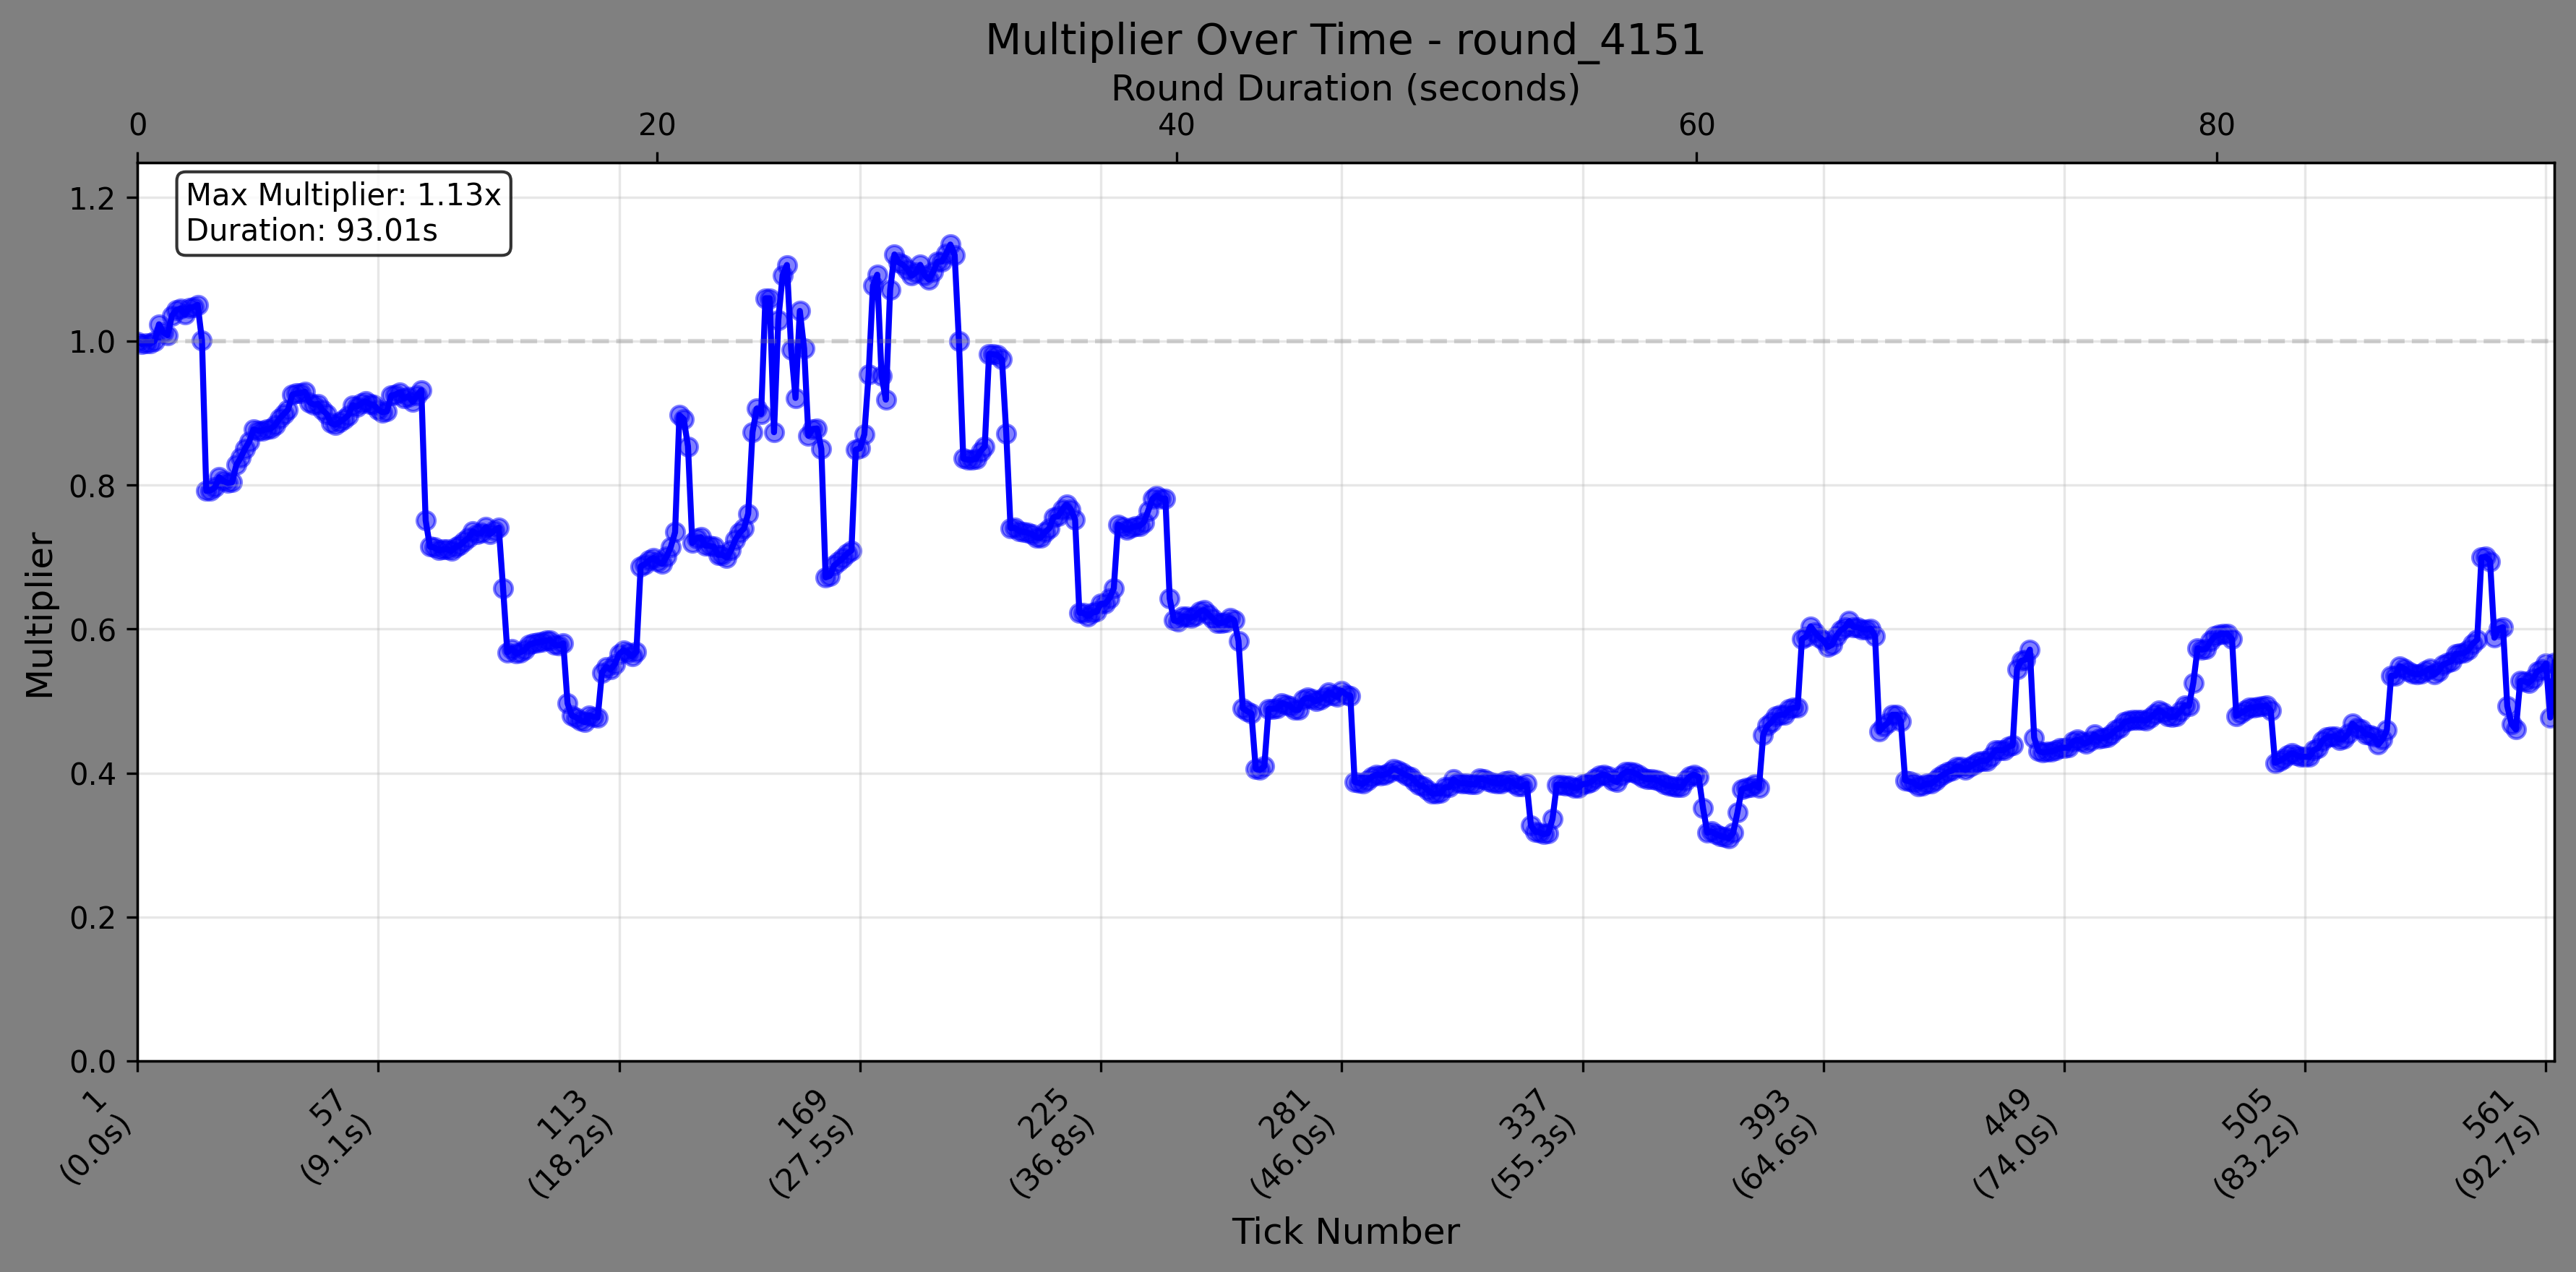 Multiplier Over Time - round_4151
Round Duration (seconds)
0 20 40 60 80
Max Multiplier: 1.13x
Duration: 93.01s
Multiplier
1.2
1.0
0.8
0.6
0.4
0.2
0.0
1
(0.0s)
57
(9.1s)
113
(18.2s)
169
(27.5s)
225
(36.8s)
281
(46.0s)
337
(55.3s)
393
(64.6s)
449
(74.0s)
505
(83.2s)
561
(92.7s)
Tick Number